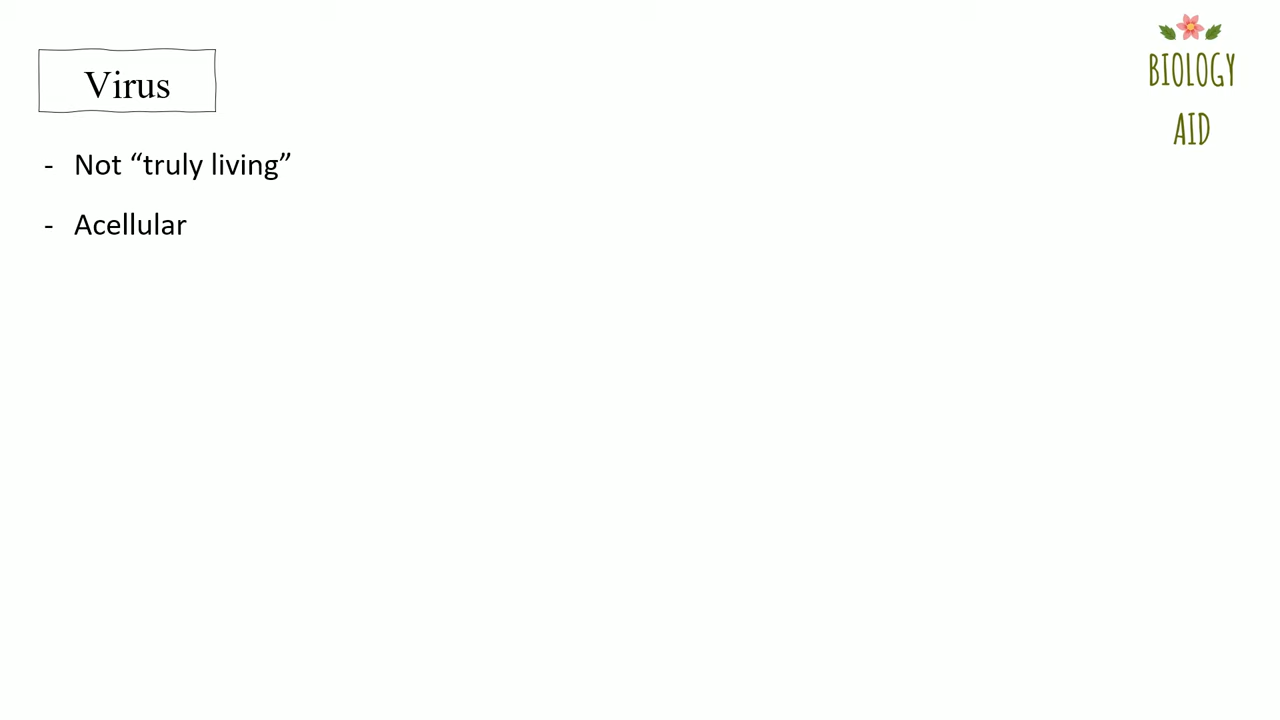 Virus
- Not “truly living”
- Acellular
BIOLOGY
AID